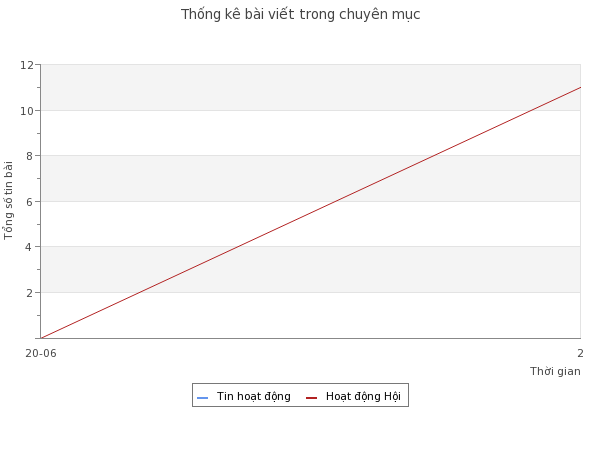 Thống kê bài viết trong chuyên mục
12
10
8
6
4
2
Tổng số tin bài
20-06
2
Thời gian
Tin hoạt động
Hoạt động Hội